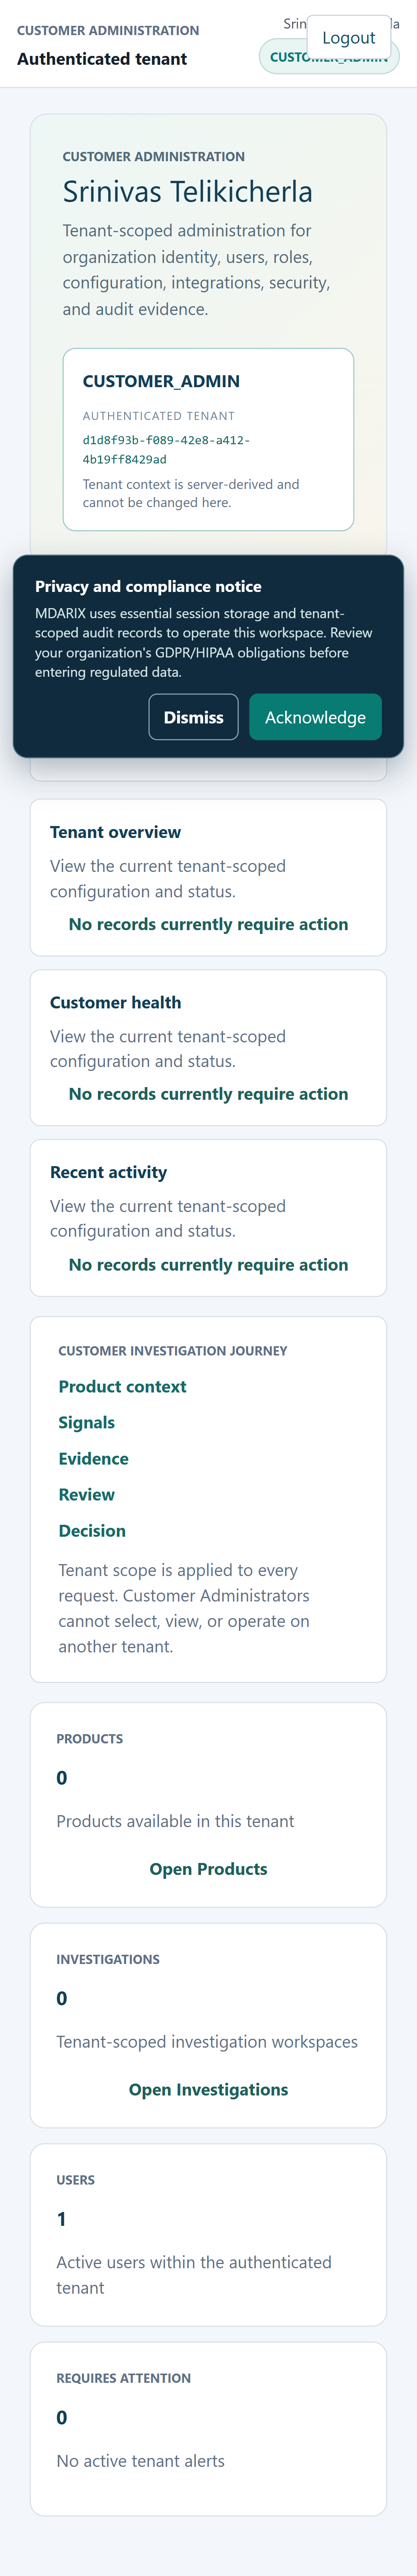 CUSTOMER ADMINISTRATION
Authenticated tenant
Logout
CUSTOMER_ADMIN
CUSTOMER ADMINISTRATION
Srinivas Telikicherla
Tenant-scoped administration for
organization identity, users, roles,
configuration, integrations, security,
and audit evidence.
CUSTOMER_ADMIN
AUTHENTICATED TENANT
d1d8f93b-f089-42e8-a412-
4b19ff8429ad
Tenant context is server-derived and
cannot be changed here.
Privacy and compliance notice
MDARIX uses essential session storage and tenant-
scoped audit records to operate this workspace. Review
your organization's GDPR/HIPAA obligations before
entering regulated data.
Dismiss
Acknowledge
Tenant overview
View the current tenant-scoped
configuration and status.
No records currently require action
Customer health
View the current tenant-scoped
configuration and status.
No records currently require action
Recent activity
View the current tenant-scoped
configuration and status.
No records currently require action
CUSTOMER INVESTIGATION JOURNEY
Product context
Signals
Evidence
Review
Decision
Tenant scope is applied to every
request. Customer Administrators
cannot select, view, or operate on
another tenant.
PRODUCTS
0
Products available in this tenant
Open Products
INVESTIGATIONS
0
Tenant-scoped investigation workspaces
Open Investigations
USERS
1
Active users within the authenticated
tenant
REQUIRES ATTENTION
0
No active tenant alerts